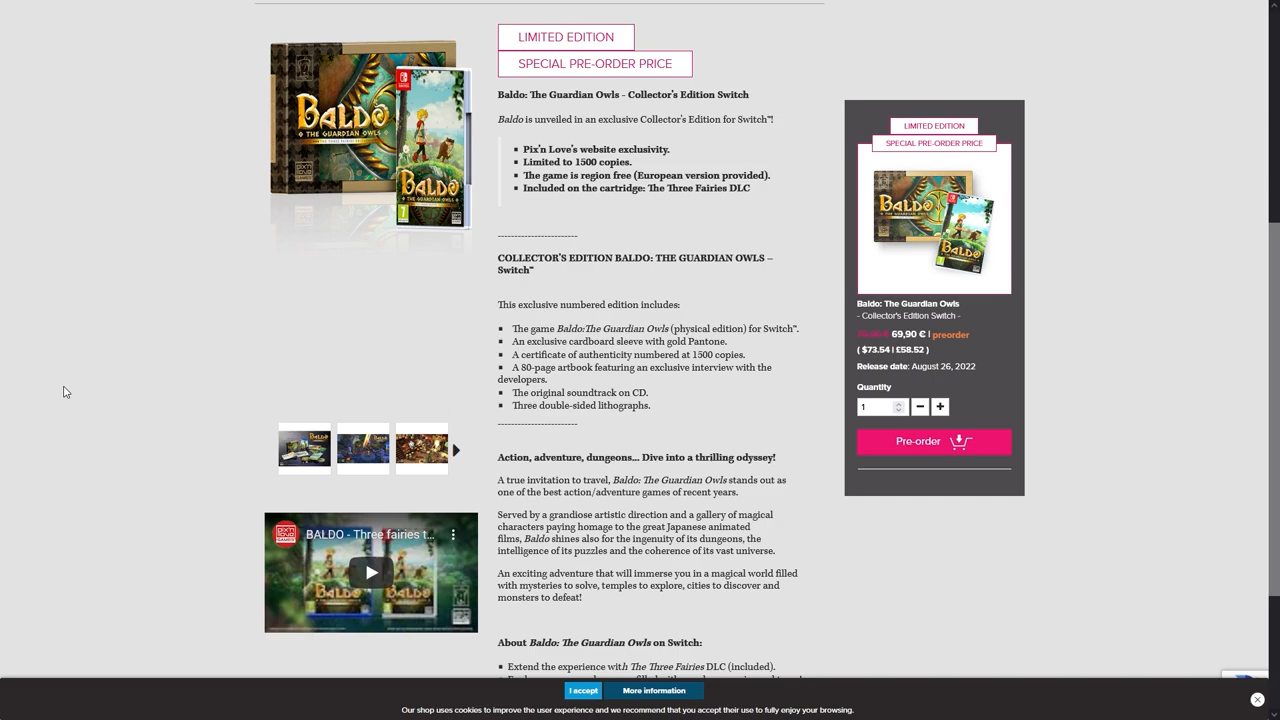 LIMITED EDITION
SPECIAL PRE-ORDER PRICE
Baldo: The Guardian Owls - Collector's Edition Switch
Baldo is unveiled in an exclusive Collector's Edition for Switch™!
▪ Pix'n Love's website exclusivity.
▪ Limited to 1500 copies.
▪ The game is region free (European version provided).
▪ Included on the cartridge: The Three Fairies DLC
------------------------
COLLECTOR'S EDITION BALDO: THE GUARDIAN OWLS –
Switch™
This exclusive numbered edition includes:
▪ The game Baldo:The Guardian Owls (physical edition) for Switch™.
▪ An exclusive cardboard sleeve with gold Pantone.
▪ A certificate of authenticity numbered at 1500 copies.
▪ A 80-page artbook featuring an exclusive interview with the
developers.
▪ The original soundtrack on CD.
▪ Three double-sided lithographs.
------------------------
Action, adventure, dungeons... Dive into a thrilling odyssey!
A true invitation to travel, Baldo: The Guardian Owls stands out as
one of the best action/adventure games of recent years.
Served by a grandiose artistic direction and a gallery of magical
characters paying homage to the great Japanese animated
films, Baldo shines also for the ingenuity of its dungeons, the
intelligence of its puzzles and the coherence of its vast universe.
An exciting adventure that will immerse you in a magical world filled
with mysteries to solve, temples to explore, cities to discover and
monsters to defeat!
About Baldo: The Guardian Owls on Switch:
▪ Extend the experience with The Three Fairies DLC (included).
BALDO
THE GUARDIAN OWLS
BALDO
7
BALDO - Three fairies t...
LIMITED EDITION
SPECIAL PRE-ORDER PRICE
BALDO
BALDO
Baldo: The Guardian Owls
- Collector's Edition Switch -
69,90 € | preorder
( $73.54 | £58.52 )
Release date: August 26, 2022
Quantity
1
Pre-order
I accept
More information
Our shop uses cookies to improve the user experience and we recommend that you accept their use to fully enjoy your browsing.